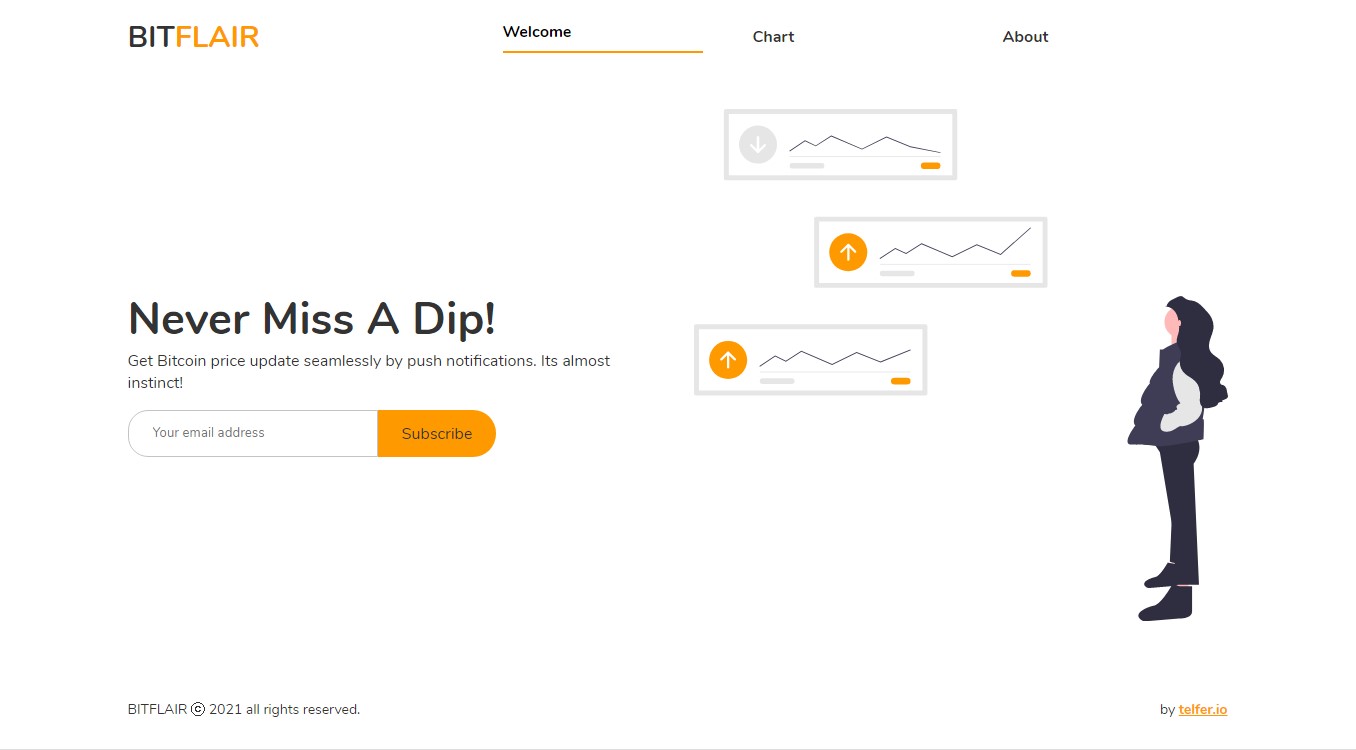 BITFLAIR
Welcome
Chart
About
Never Miss A Dip!
Get Bitcoin price update seamlessly by push notifications. Its almost
instinct!
Your email address
Subscribe
BITFLAIR ⓒ 2021 all rights reserved.
by telfer.io